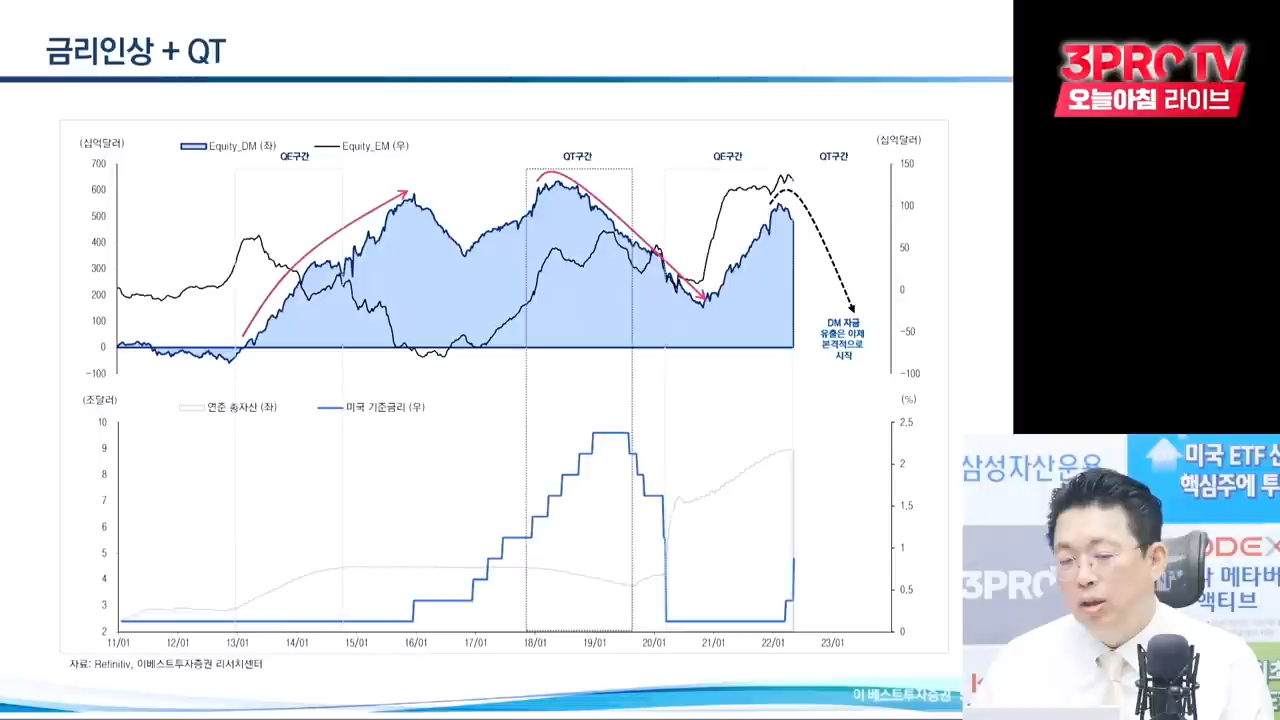 금리인상 + QT
3PRO TV
오늘아침 라이브
(십억달러)
Equity_DM (좌)
Equity_EM (우)
(십억달러)
QE구간
QT구간
QE구간
QT구간
700
600
500
400
300
200
100
0
-100
150
100
50
0
-50
-100
DM 자금
유출은 이제
본격적으로
시작
(조달러)
연준 총자산 (좌)
미국 기준금리 (우)
(%)
10
9
8
7
6
5
4
3
2
2.5
2
1.5
1
0.5
0
11/01 12/01 13/01 14/01 15/01 16/01 17/01 18/01 19/01 20/01 21/01 22/01 23/01
자료: Refinitiv, 이베스트투자증권 리서치센터
이베스트투자증권
삼성자산운용
미국 ETF
핵심주에 투
3PRO
메타버
액티브